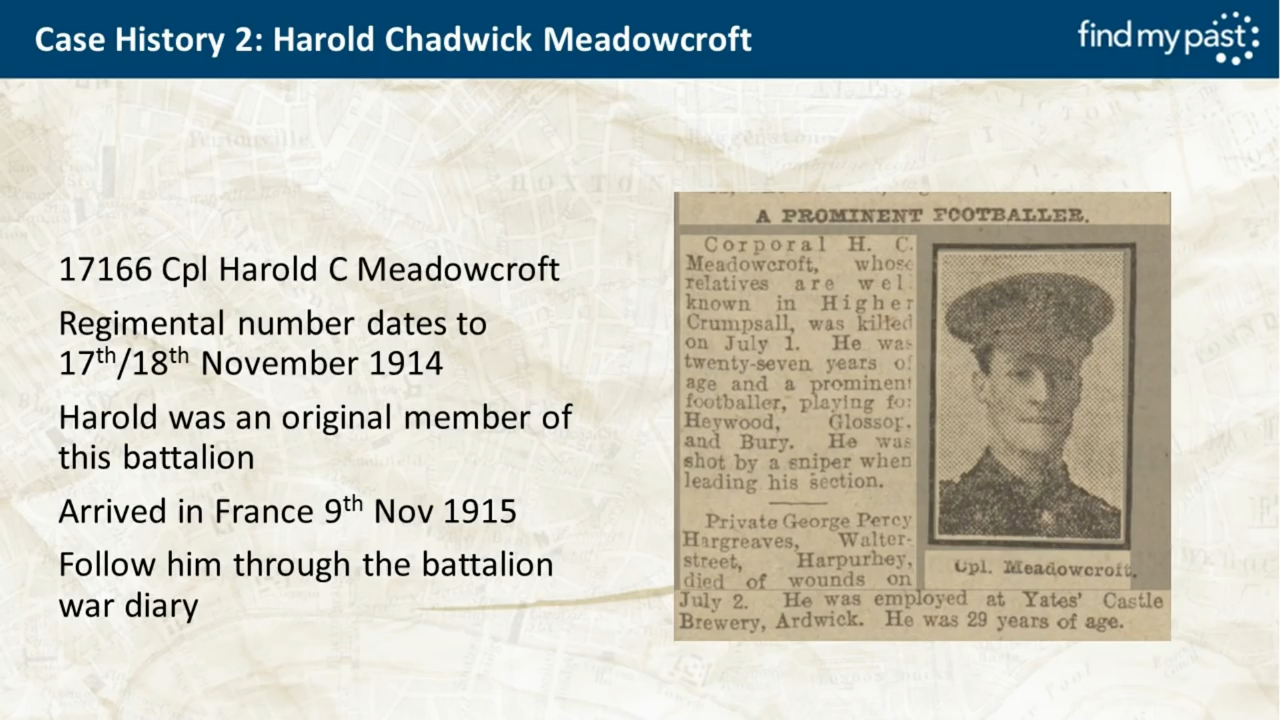 Case History 2: Harold Chadwick Meadowcroft
findmypast
17166 Cpl Harold C Meadowcroft
Regimental number dates to
17th/18th November 1914
Harold was an original member of
this battalion
Arrived in France 9th Nov 1915
Follow him through the battalion
war diary
A PROMINENT FOOTBALLER.
Corporal H. C.
Meadowcroft, whose
relatives are wel
known in Higher
Crumpsall, was killed
on July 1. He was
twenty-seven years of
age and a prominent
footballer, playing for
Heywood, Glossop,
and Bury. He was
shot by a sniper when
leading his section.
Private George Percy
Hargreaves, Walter-
street, Harpurhey,
died of wounds on
July 2. He was employed at Yates' Castle
Brewery, Ardwick. He was 29 years of age.
Cpl. Meadowcroft.